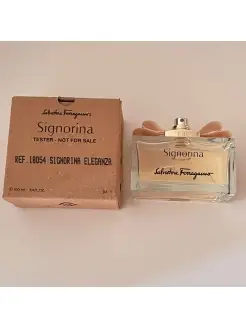 Salvatore Ferragamo
Signorina
TESTER - NOT FOR SALE
REF. 18054 SIGNORINA ELEGANZA
Signorina
Salvatore Ferragamo